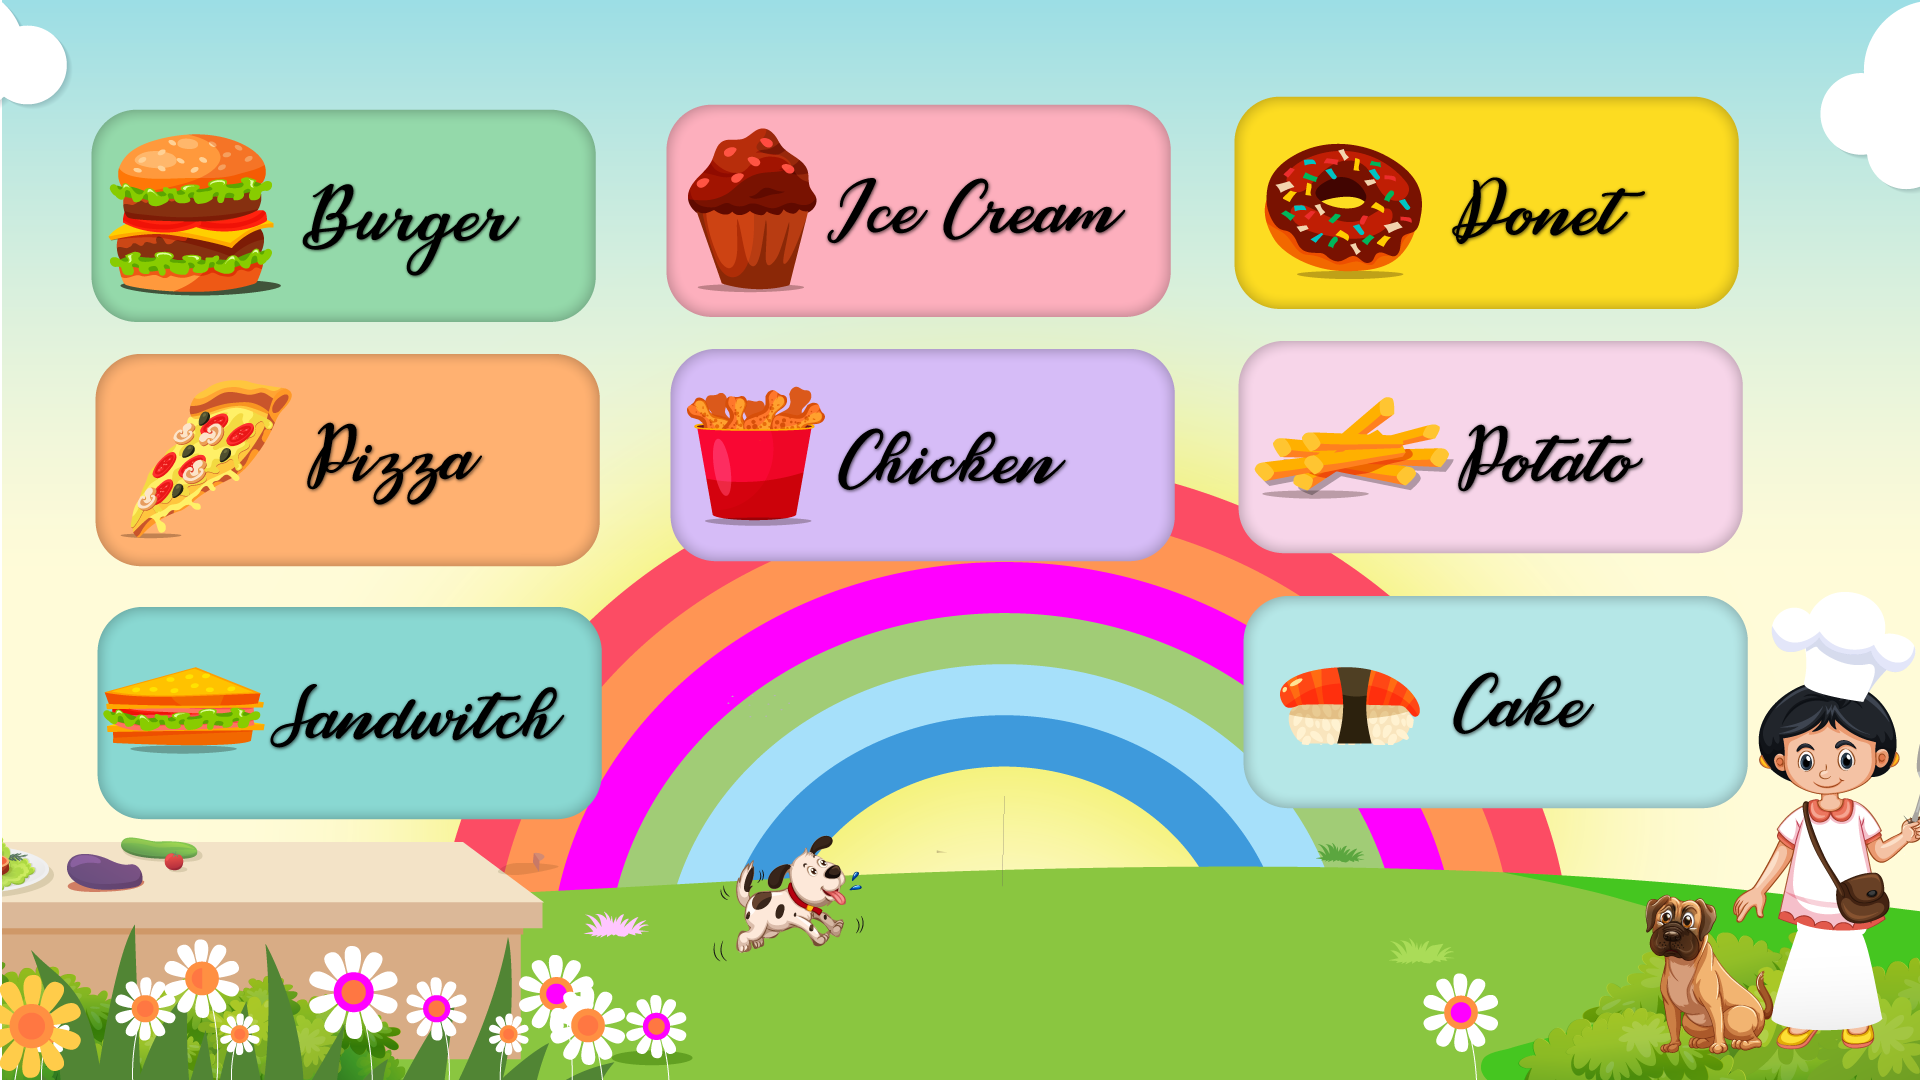 Burger
Ice Cream
Donet
Pizza
Chicken
Potato
Sandwitch
Cake